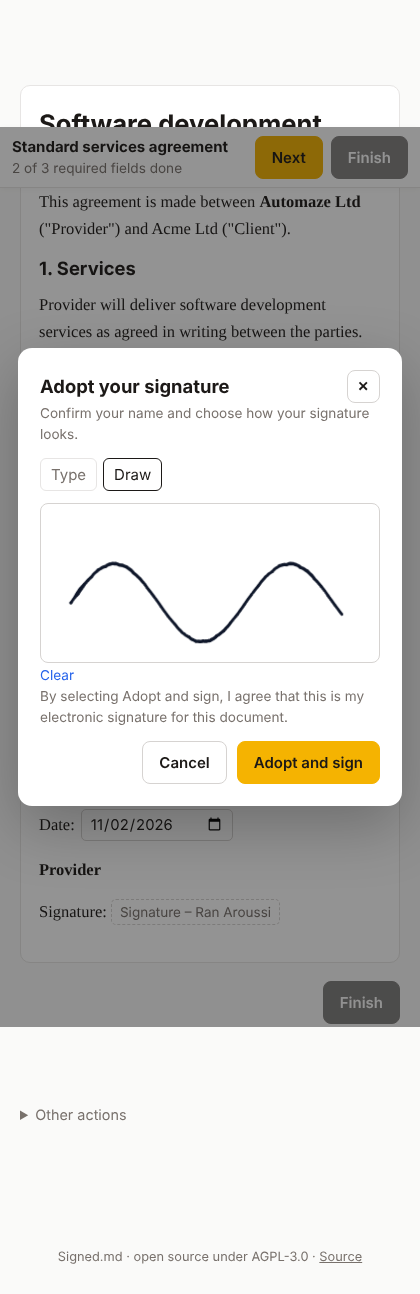 Software development
Standard services agreement
2 of 3 required fields done
Next
Finish
This agreement is made between Automaze Ltd
("Provider") and Acme Ltd ("Client").
1. Services
Provider will deliver software development
services as agreed in writing between the parties.
Adopt your signature
×
Confirm your name and choose how your signature
looks.
Type
Draw
Clear
By selecting Adopt and sign, I agree that this is my
electronic signature for this document.
Cancel
Adopt and sign
Date: 11/02/2026
Provider
Signature: Signature – Ran Aroussi
Finish
Other actions
Signed.md · open source under AGPL-3.0 · Source